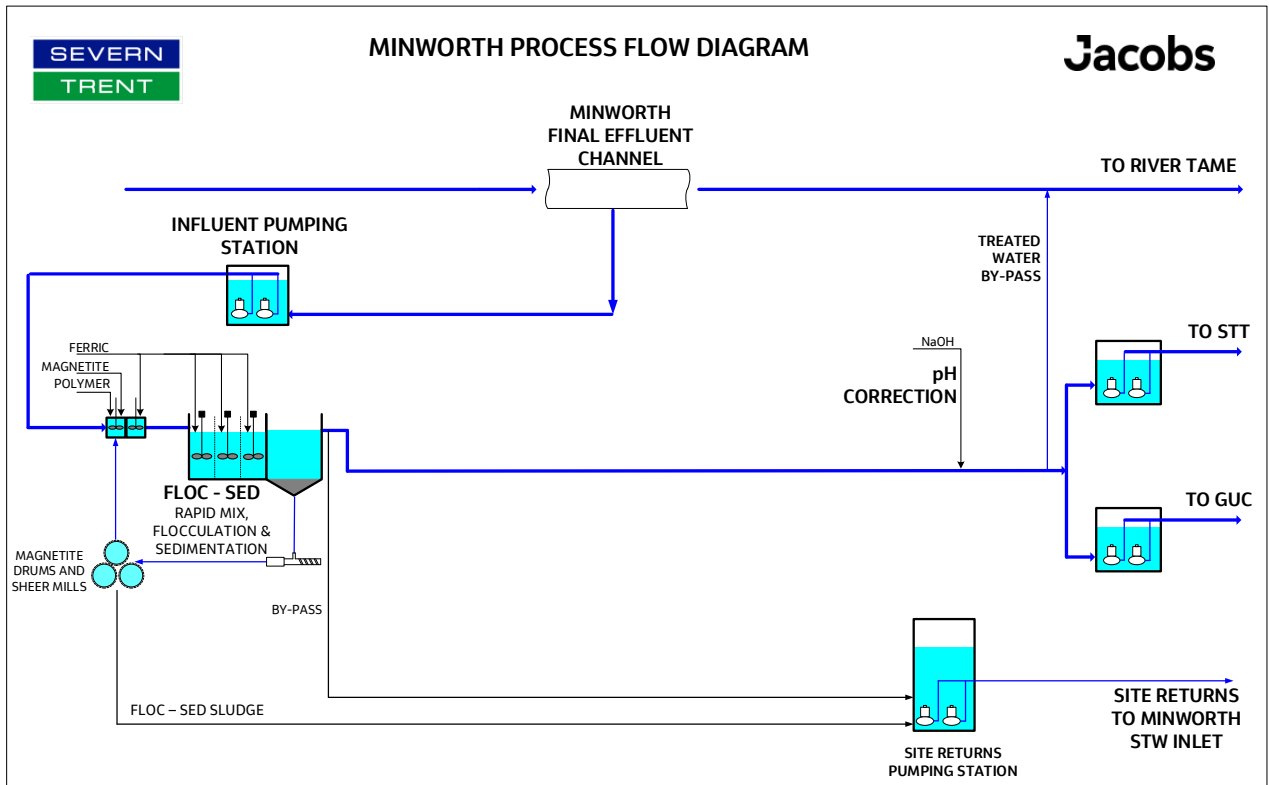 SEVERN
TRENT
MINWORTH PROCESS FLOW DIAGRAM
Jacobs
MINWORTH
FINAL EFFLUENT
CHANNEL
TO RIVER TAME
INFLUENT PUMPING
STATION
TREATED
WATER
BY-PASS
TO STT
FERRIC
MAGNETITE
POLYMER
NaOH
pH
CORRECTION
FLOC - SED
RAPID MIX,
FLOCCULATION &
SEDIMENTATION
TO GUC
MAGNETITE
DRUMS AND
SHEER MILLS
BY-PASS
FLOC – SED SLUDGE
SITE RETURNS
TO MINWORTH
STW INLET
SITE RETURNS
PUMPING STATION